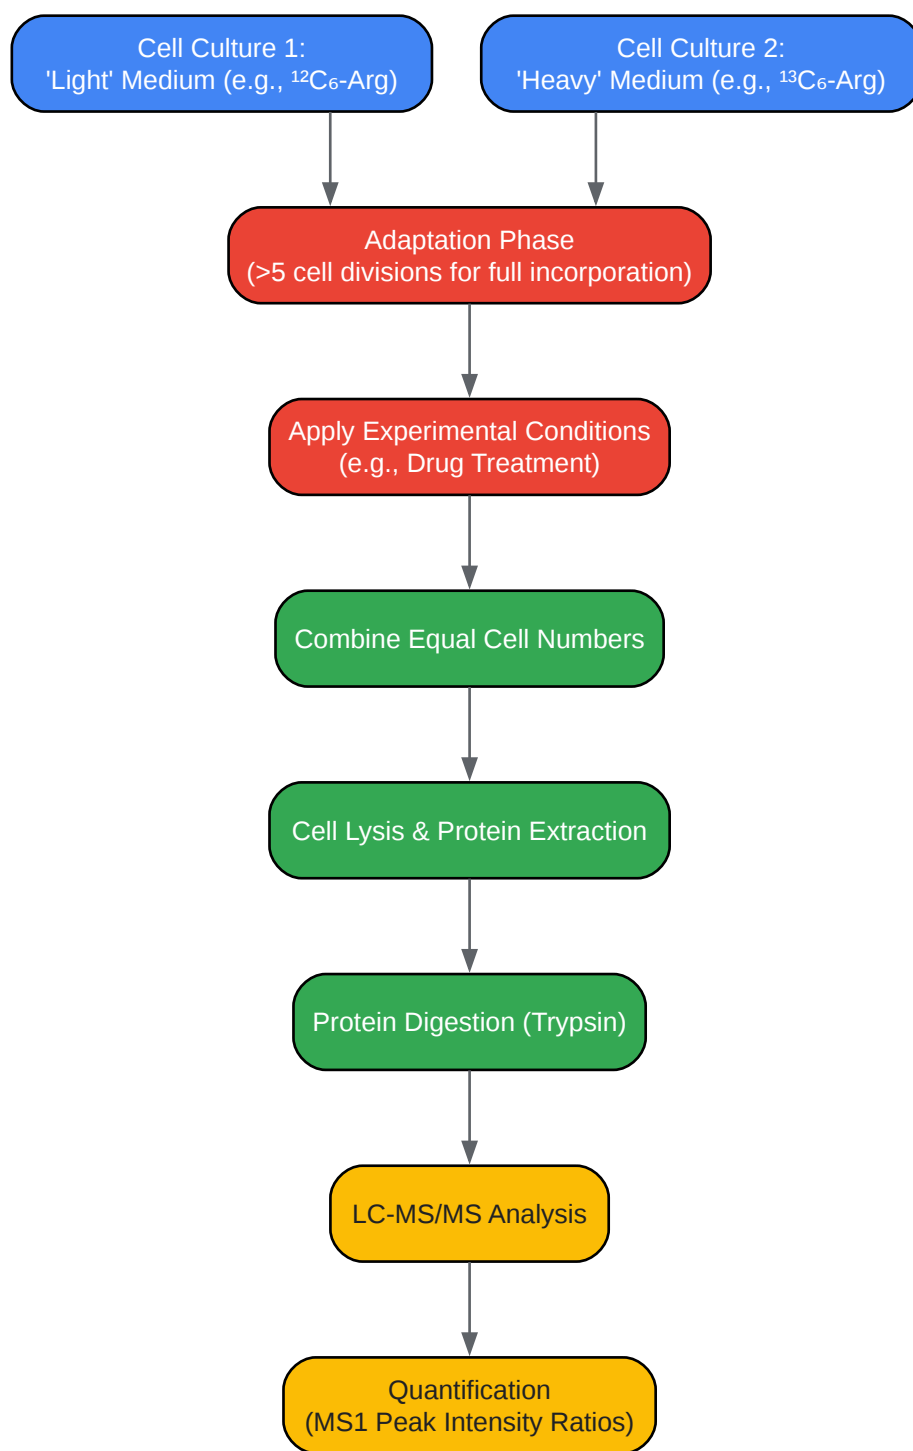 Cell Culture 1:
'Light' Medium (e.g., ¹²C₆-Arg)
Cell Culture 2:
'Heavy' Medium (e.g., ¹³C₆-Arg)
Adaptation Phase
(>5 cell divisions for full incorporation)
Apply Experimental Conditions
(e.g., Drug Treatment)
Combine Equal Cell Numbers
Cell Lysis & Protein Extraction
Protein Digestion (Trypsin)
LC-MS/MS Analysis
Quantification
(MS1 Peak Intensity Ratios)